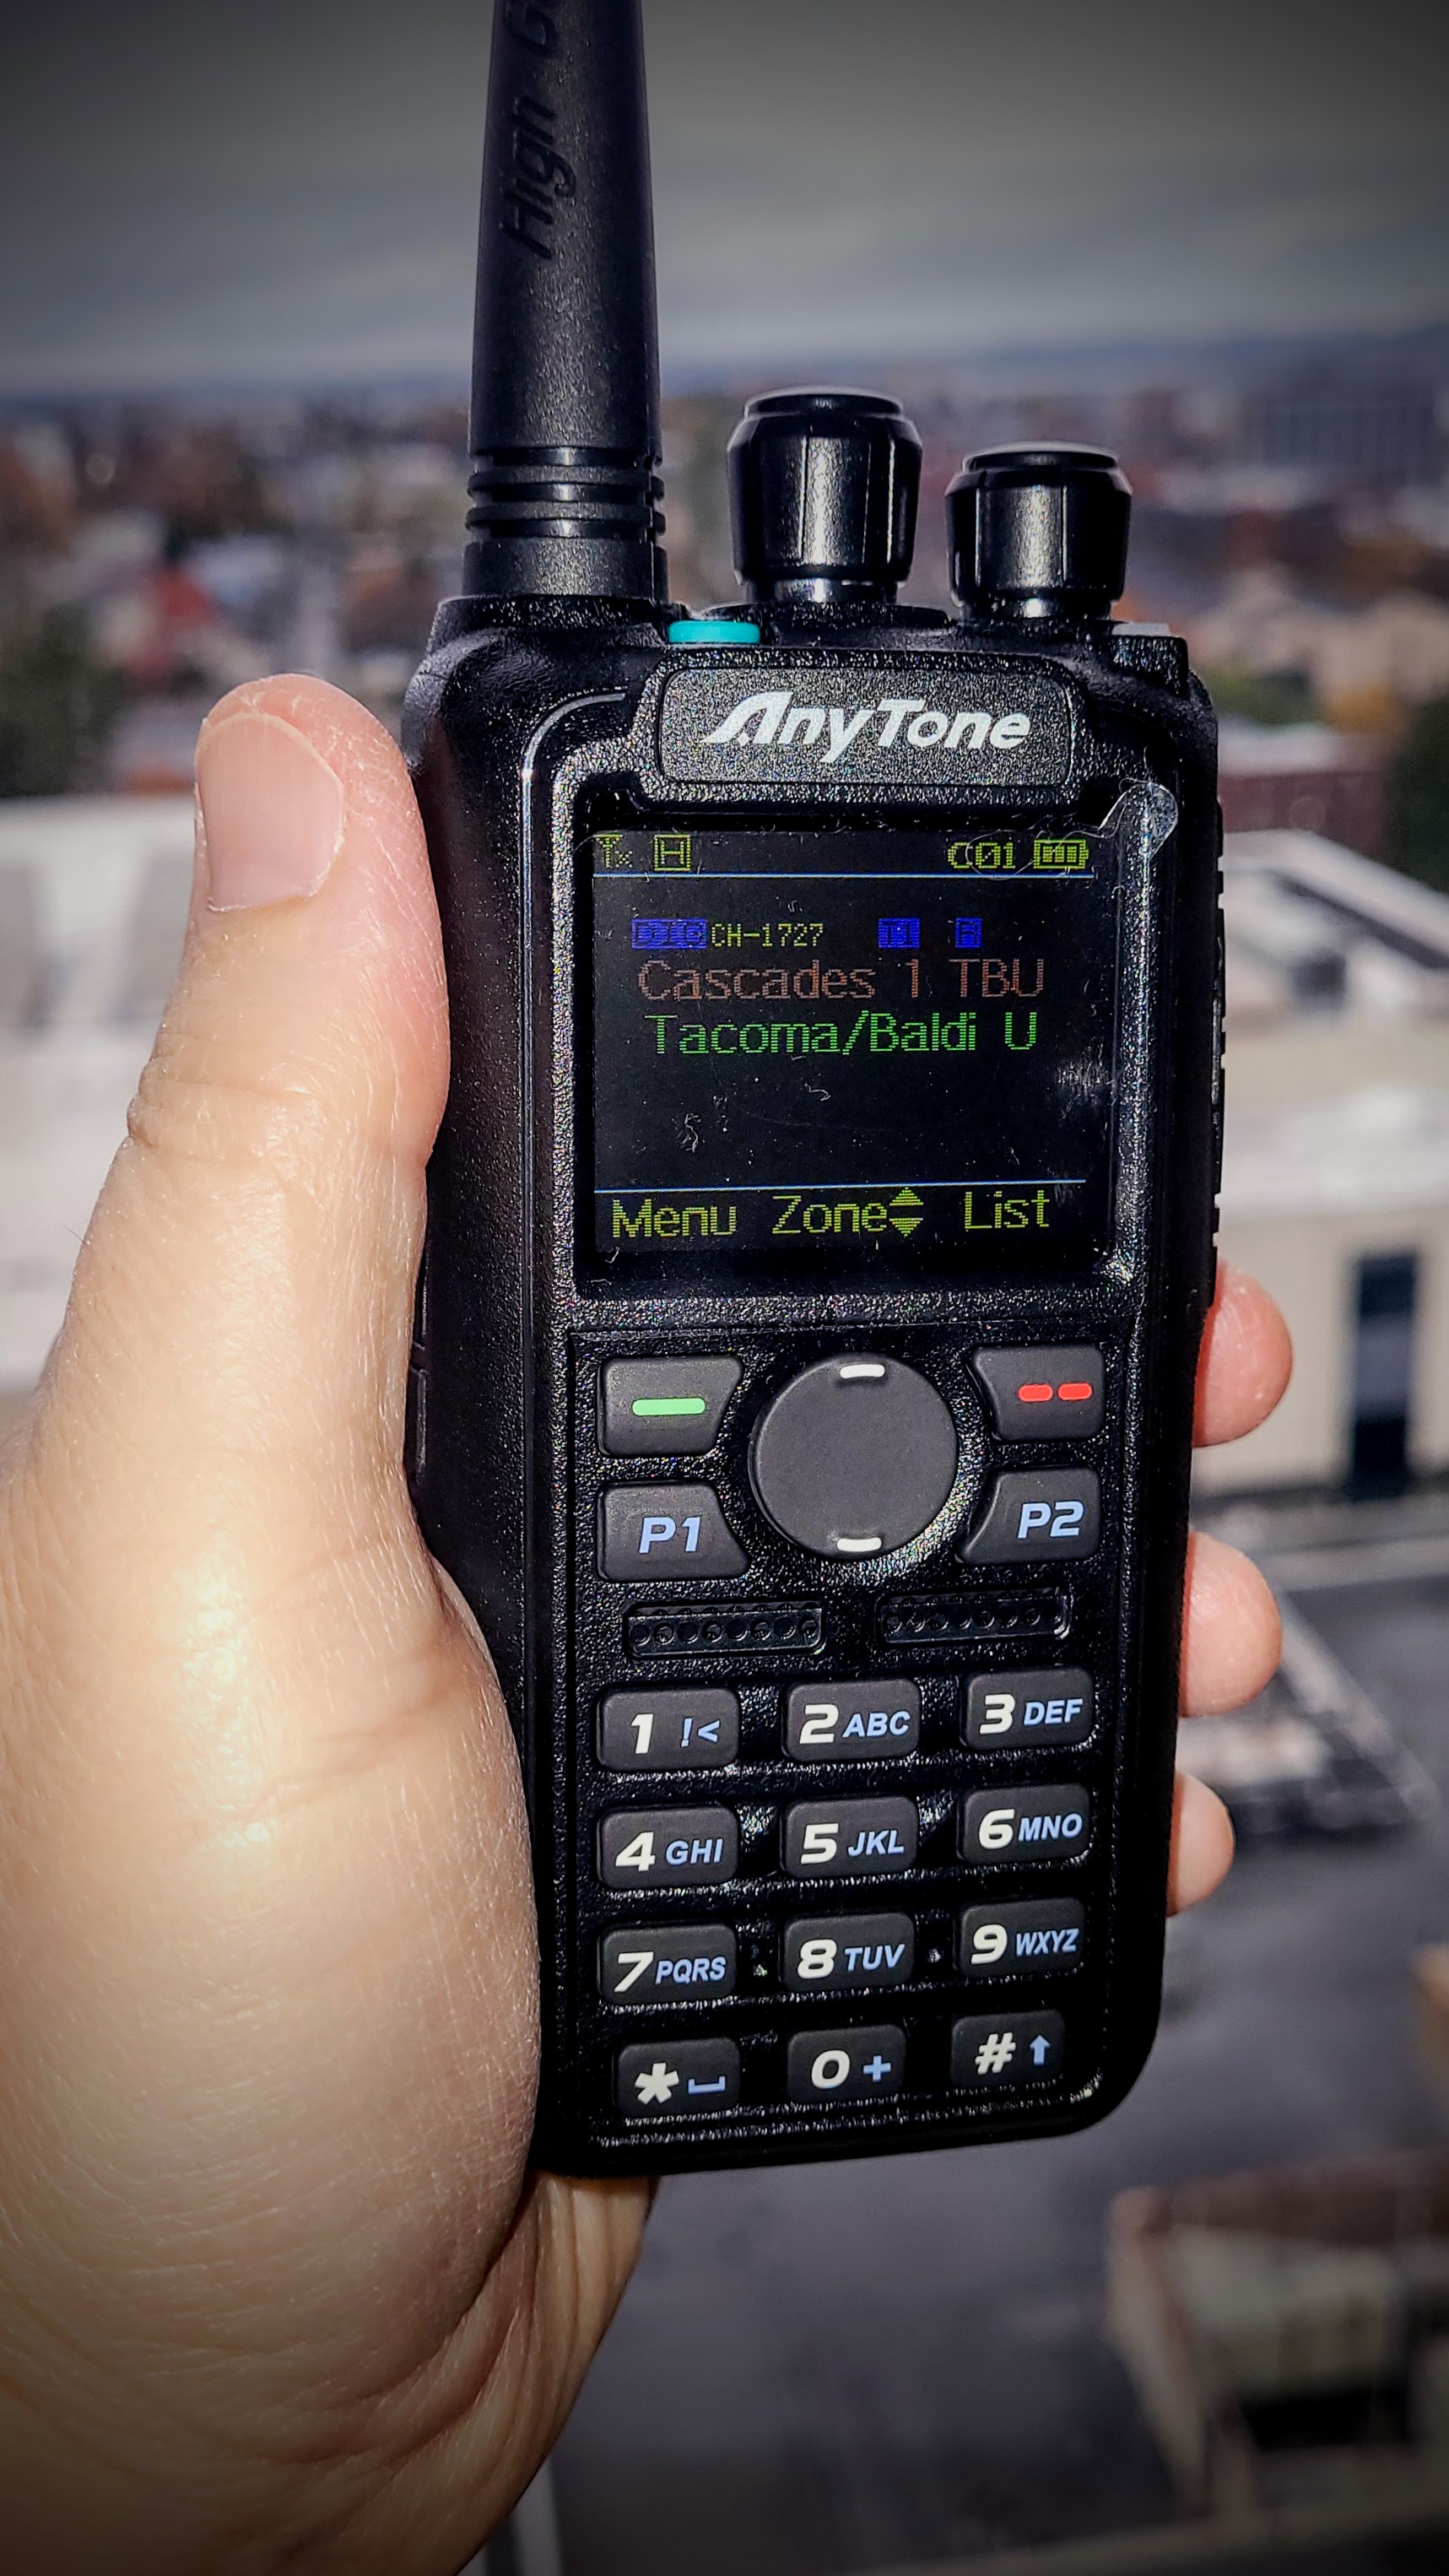 High G
AnyTone
Tx H C01
CH-1727
Cascades 1 TBU
Tacoma/Baldi U
Menu Zone List
P1 P2
1 !< 2 ABC 3 DEF
4 GHI 5 JKL 6 MNO
7 PQRS 8 TUV 9 WXYZ
* ⎵ 0 + # ⬆